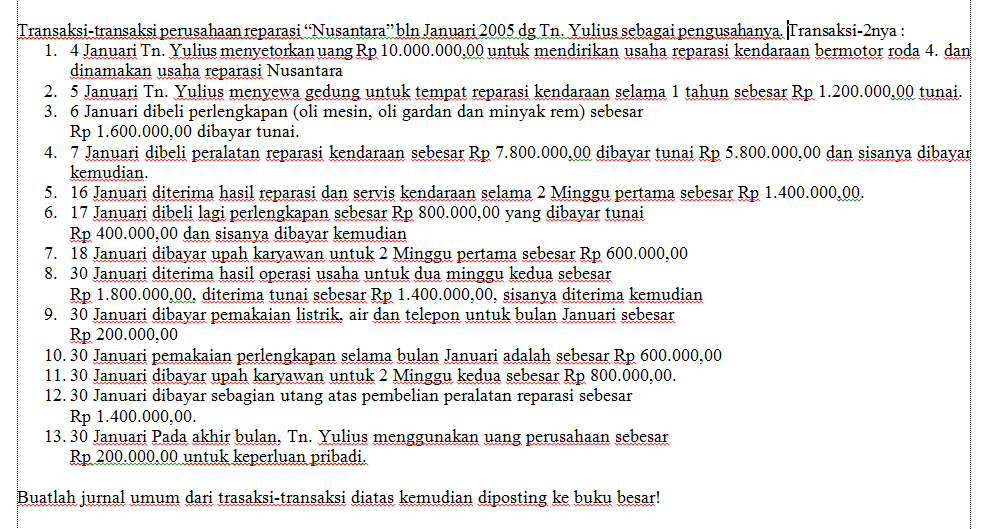 Transaksi-transaksi perusahaan reparasi “Nusantara” bln Januari 2005 dg Tn. Yulius sebagai pengusahanya. Transaksi-2nya :
1. 4 Januari Tn. Yulius menyetorkan uang Rp 10.000.000,00 untuk mendirikan usaha reparasi kendaraan bermotor roda 4. dan
dinamakan usaha reparasi Nusantara
2. 5 Januari Tn. Yulius menyewa gedung untuk tempat reparasi kendaraan selama 1 tahun sebesar Rp 1.200.000,00 tunai.
3. 6 Januari dibeli perlengkapan (oli mesin, oli gardan dan minyak rem) sebesar
Rp 1.600.000,00 dibayar tunai.
4. 7 Januari dibeli peralatan reparasi kendaraan sebesar Rp 7.800.000,00 dibayar tunai Rp 5.800.000,00 dan sisanya dibayar
kemudian.
5. 16 Januari diterima hasil reparasi dan servis kendaraan selama 2 Minggu pertama sebesar Rp 1.400.000,00.
6. 17 Januari dibeli lagi perlengkapan sebesar Rp 800.000,00 yang dibayar tunai
Rp 400.000,00 dan sisanya dibayar kemudian
7. 18 Januari dibayar upah karyawan untuk 2 Minggu pertama sebesar Rp 600.000,00
8. 30 Januari diterima hasil operasi usaha untuk dua minggu kedua sebesar
Rp 1.800.000,00, diterima tunai sebesar Rp 1.400.000,00, sisanya diterima kemudian
9. 30 Januari dibayar pemakaian listrik, air dan telepon untuk bulan Januari sebesar
Rp 200.000,00
10. 30 Januari pemakaian perlengkapan selama bulan Januari adalah sebesar Rp 600.000,00
11. 30 Januari dibayar upah karyawan untuk 2 Minggu kedua sebesar Rp 800.000,00.
12. 30 Januari dibayar sebagian utang atas pembelian peralatan reparasi sebesar
Rp 1.400.000,00.
13. 30 Januari Pada akhir bulan, Tn. Yulius menggunakan uang perusahaan sebesar
Rp 200.000,00 untuk keperluan pribadi.
Buatlah jurnal umum dari trasaksi-transaksi diatas kemudian diposting ke buku besar!